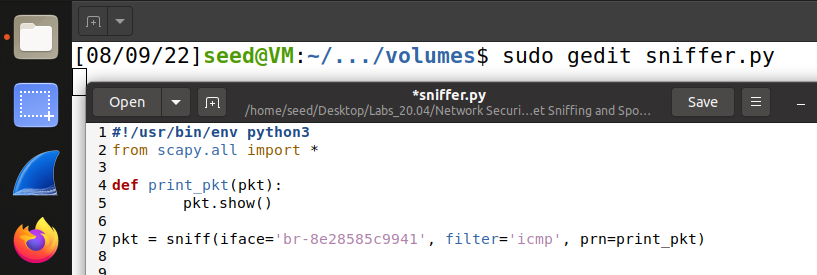 [08/09/22]seed@VM:~/.../volumes$ sudo gedit sniffer.py
Open
*sniffer.py
/home/seed/Desktop/Labs_20.04/Network Securi...et Sniffing and Spo...
Save
1 #!/usr/bin/env python3
2 from scapy.all import *
3
4 def print_pkt(pkt):
5         pkt.show()
6
7 pkt = sniff(iface='br-8e28585c9941', filter='icmp', prn=print_pkt)
8
9